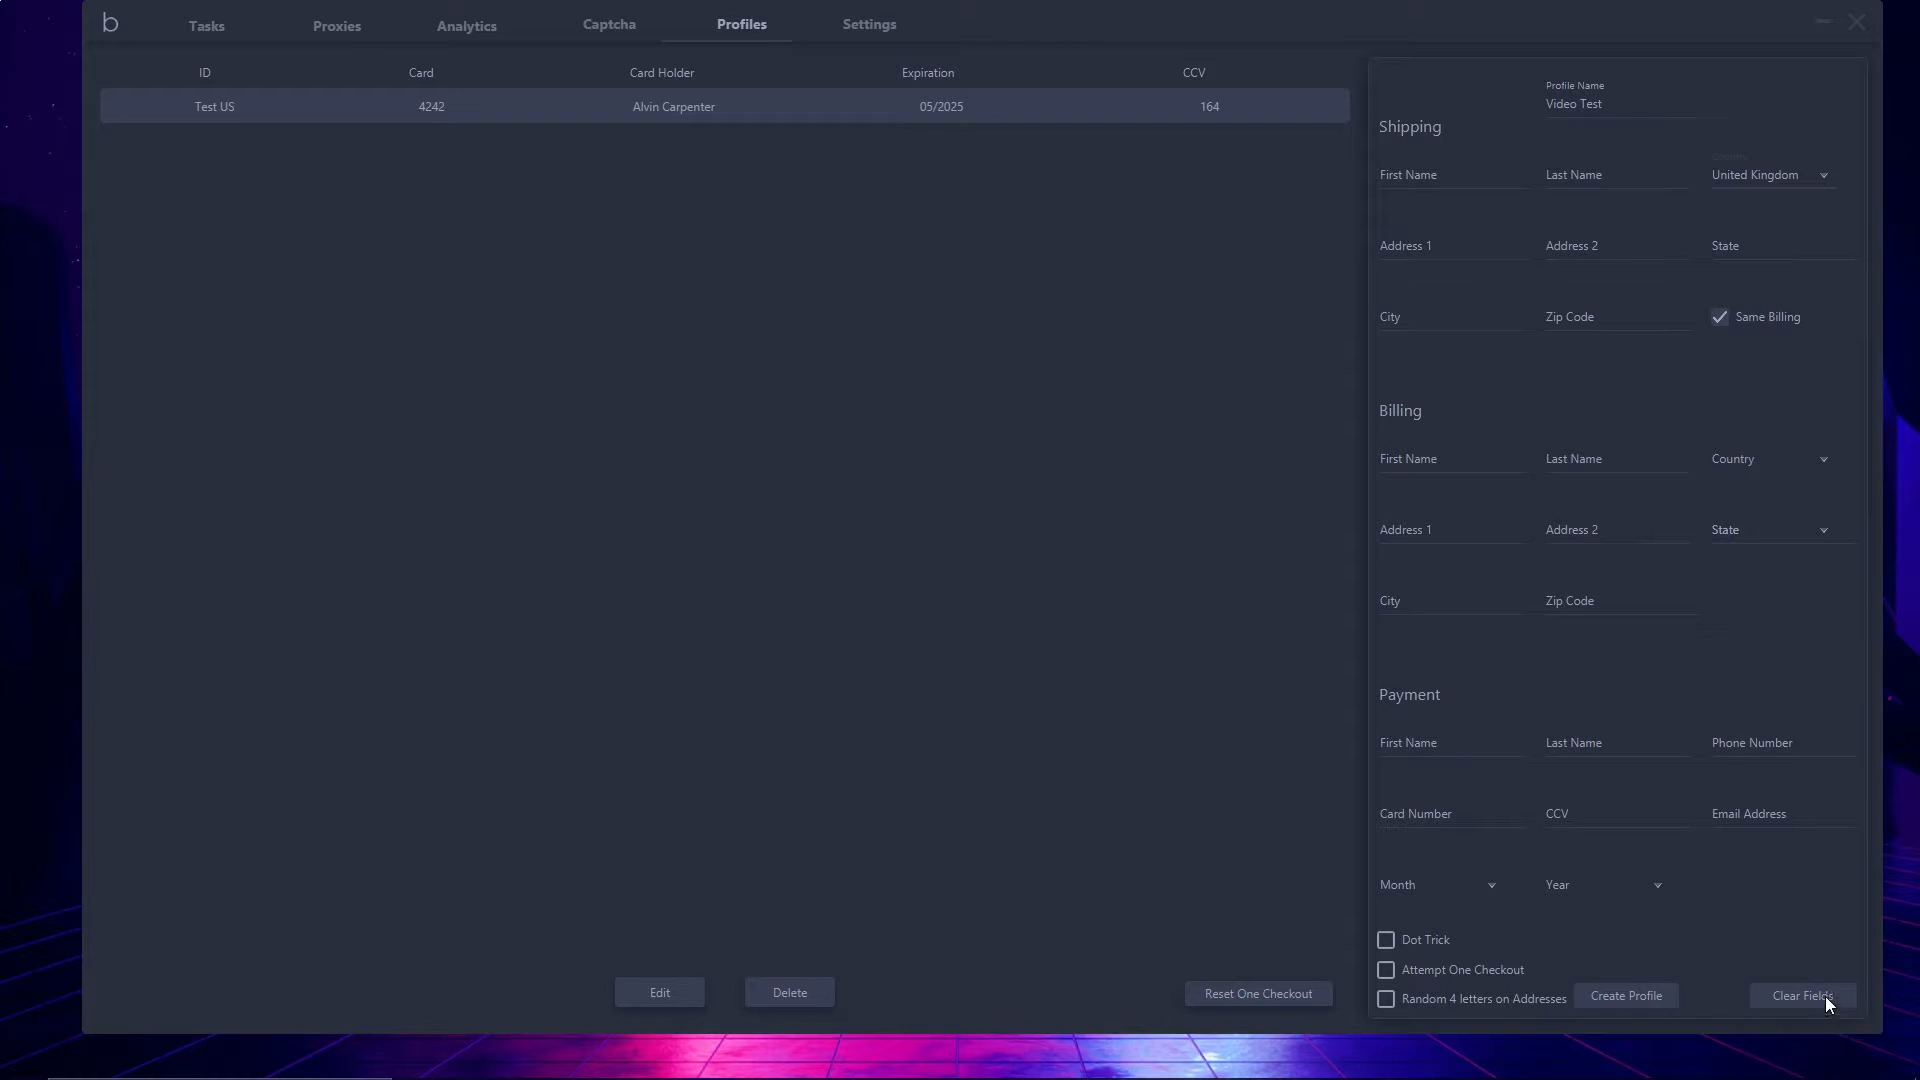 b Tasks Proxies Analytics Captcha Profiles Settings
ID Card Card Holder Expiration CCV
Test US 4242 Alvin Carpenter 05/2025 164
Profile Name
Video Test
Shipping
Country
First Name Last Name United Kingdom
Address 1 Address 2 State
City Zip Code Same Billing
Billing
First Name Last Name Country
Address 1 Address 2 State
City Zip Code
Payment
First Name Last Name Phone Number
Card Number CCV Email Address
Month Year
Dot Trick
Attempt One Checkout
Random 4 letters on Addresses Create Profile Clear Fields
Edit Delete Reset One Checkout